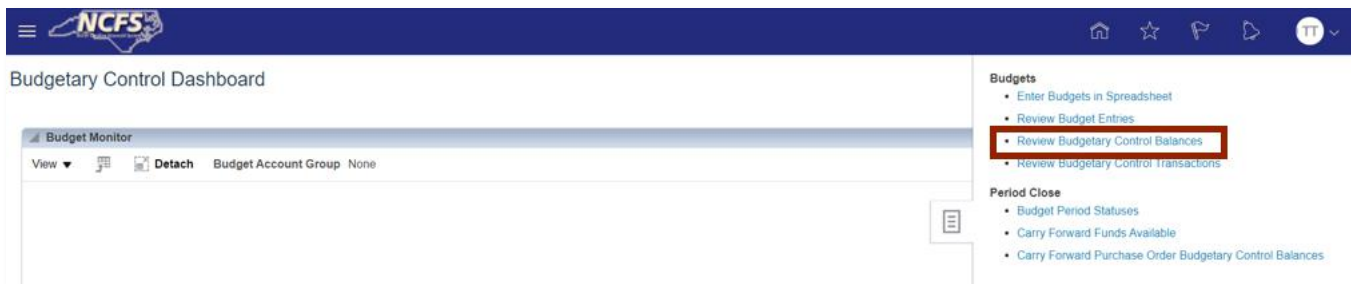 NCFS
TT
Budgetary Control Dashboard
Budget Monitor
View ▼ Detach Budget Account Group None
Budgets
• Enter Budgets in Spreadsheet
• Review Budget Entries
• Review Budgetary Control Balances
• Review Budgetary Control Transactions
Period Close
• Budget Period Statuses
• Carry Forward Funds Available
• Carry Forward Purchase Order Budgetary Control Balances